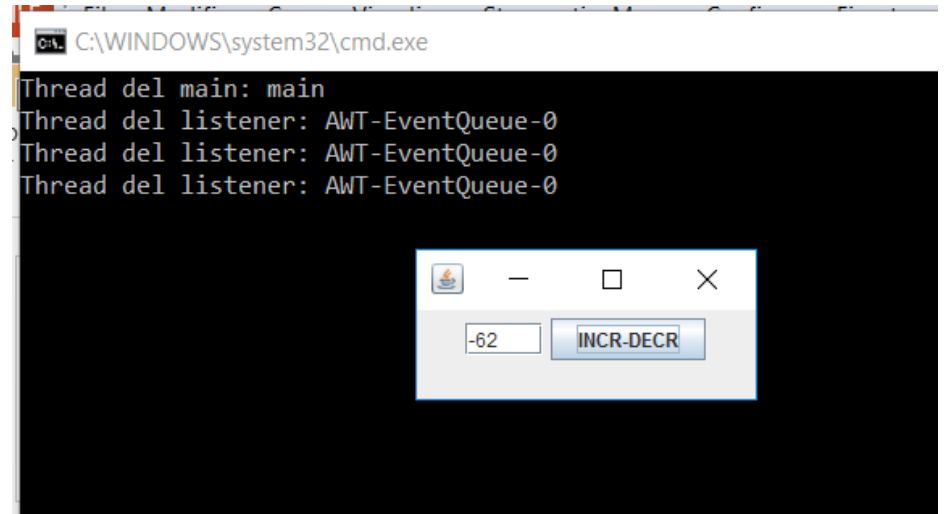 C:\WINDOWS\system32\cmd.exe
Thread del main: main
Thread del listener: AWT-EventQueue-0
Thread del listener: AWT-EventQueue-0
Thread del listener: AWT-EventQueue-0
-62 INCR-DECR